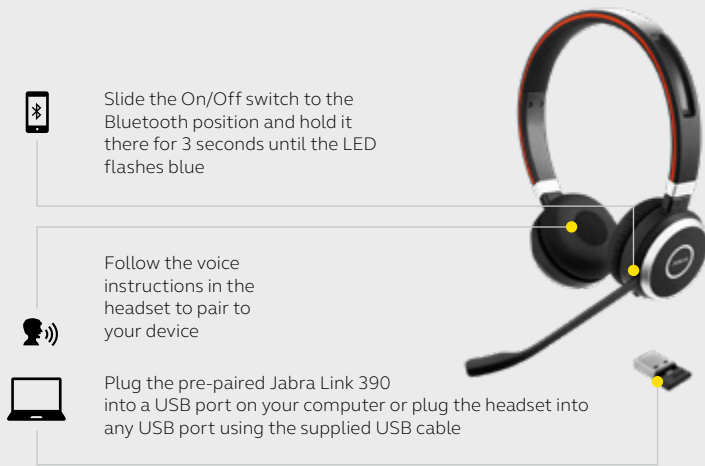 Slide the On/Off switch to the
Bluetooth position and hold it
there for 3 seconds until the LED
flashes blue
Follow the voice
instructions in the
headset to pair to
your device
Plug the pre-paired Jabra Link 390
into a USB port on your computer or plug the headset into
any USB port using the supplied USB cable